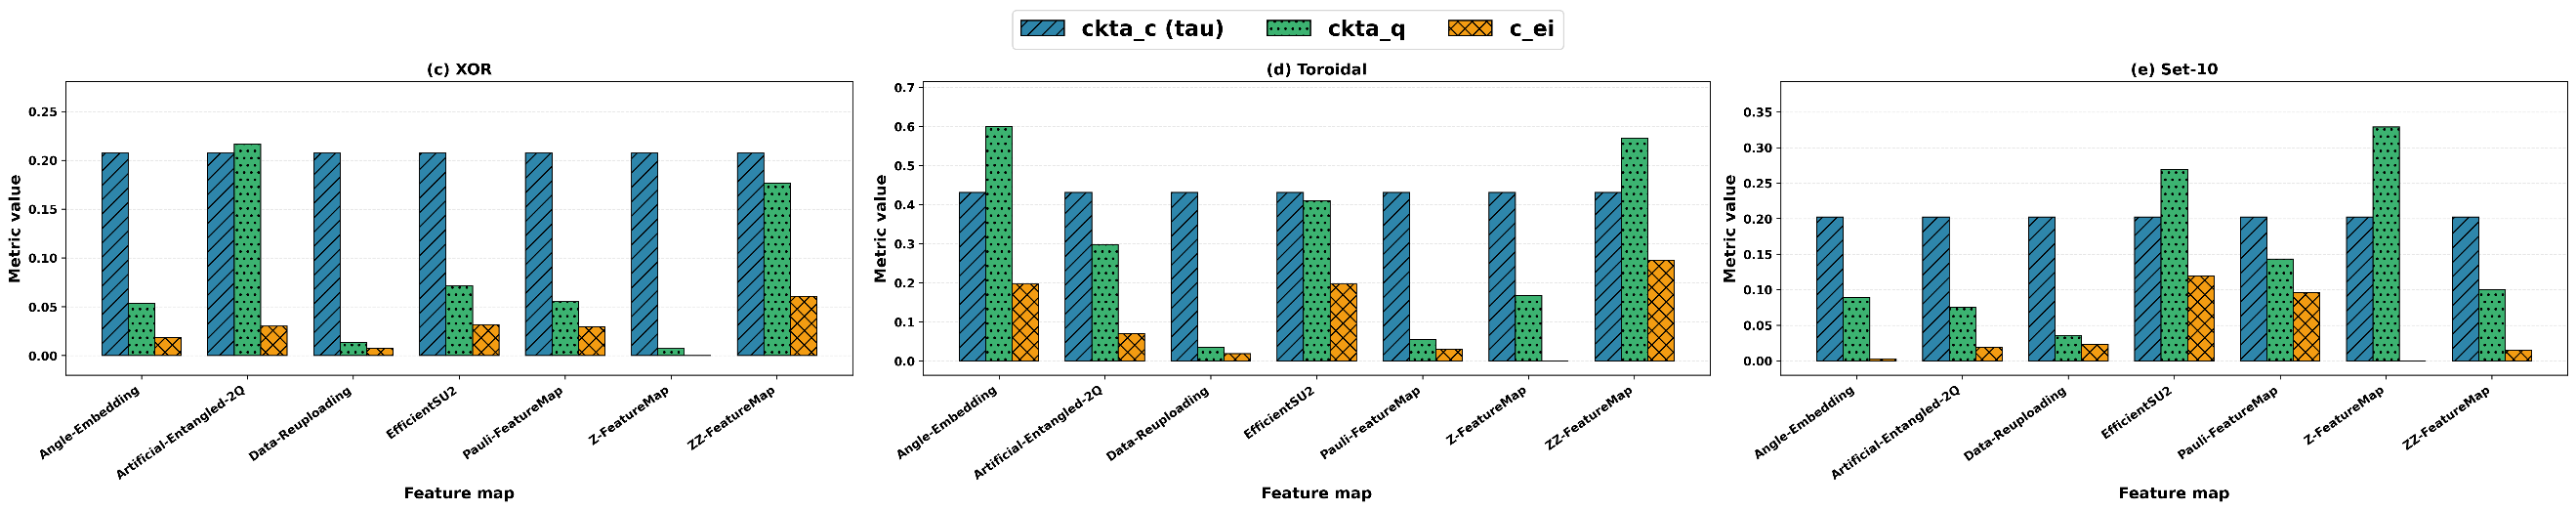 ckta_c (tau) ckta_q c_ei
(c) XOR
Metric value
0.25
0.20
0.15
0.10
0.05
0.00
Angle-Embedding
Artificial-Entangled-2Q
Data-Reuploading
EfficientSU2
Pauli-FeatureMap
Z-FeatureMap
ZZ-FeatureMap
Feature map
(d) Toroidal
Metric value
0.7
0.6
0.5
0.4
0.3
0.2
0.1
0.0
Angle-Embedding
Artificial-Entangled-2Q
Data-Reuploading
EfficientSU2
Pauli-FeatureMap
Z-FeatureMap
ZZ-FeatureMap
Feature map
(e) Set-10
Metric value
0.35
0.30
0.25
0.20
0.15
0.10
0.05
0.00
Angle-Embedding
Artificial-Entangled-2Q
Data-Reuploading
EfficientSU2
Pauli-FeatureMap
Z-FeatureMap
ZZ-FeatureMap
Feature map